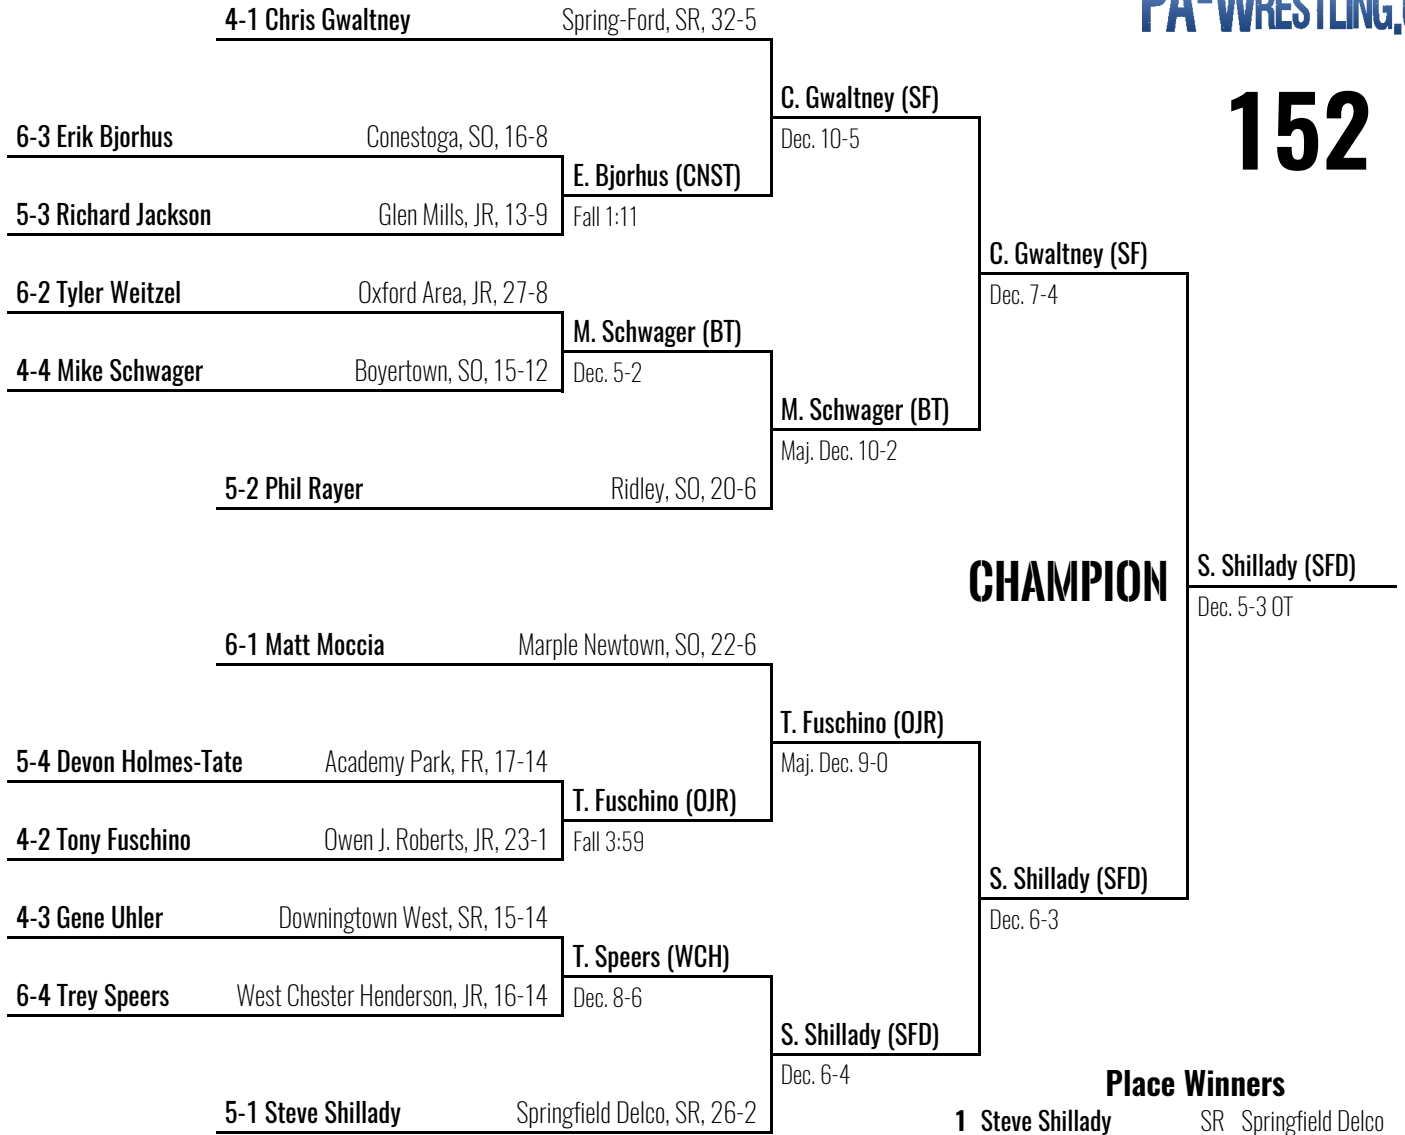 PA-WRESTLING.
152
4-1 Chris Gwaltney Spring-Ford, SR, 32-5
C. Gwaltney (SF)
Dec. 10-5
6-3 Erik Bjorhus Conestoga, SO, 16-8
E. Bjorhus (CNST)
Fall 1:11
5-3 Richard Jackson Glen Mills, JR, 13-9
C. Gwaltney (SF)
Dec. 7-4
6-2 Tyler Weitzel Oxford Area, JR, 27-8
M. Schwager (BT)
Dec. 5-2
4-4 Mike Schwager Boyertown, SO, 15-12
M. Schwager (BT)
Maj. Dec. 10-2
5-2 Phil Rayer Ridley, SO, 20-6
CHAMPION
S. Shillady (SFD)
Dec. 5-3 OT
6-1 Matt Moccia Marple Newtown, SO, 22-6
T. Fuschino (OJR)
Maj. Dec. 9-0
5-4 Devon Holmes-Tate Academy Park, FR, 17-14
T. Fuschino (OJR)
Fall 3:59
4-2 Tony Fuschino Owen J. Roberts, JR, 23-1
S. Shillady (SFD)
Dec. 6-3
4-3 Gene Uhler Downingtown West, SR, 15-14
T. Speers (WCH)
Dec. 8-6
6-4 Trey Speers West Chester Henderson, JR, 16-14
S. Shillady (SFD)
Dec. 6-4
5-1 Steve Shillady Springfield Delco, SR, 26-2
Place Winners
1 Steve Shillady SR Springfield Delco